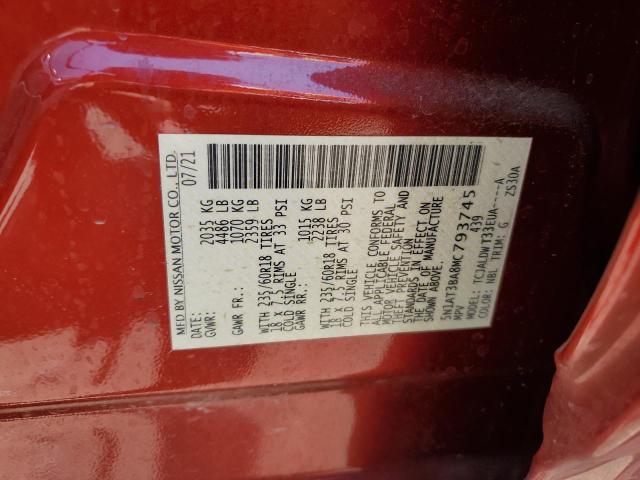 MFD BY NISSAN MOTOR CO., LTD.
DATE: 07/21
GVWR: 2035 KG
4486 LB
GAWR FR.: 1070 KG
2359 LB
WITH 235/60R18 TIRES
18 X 7.5 RIMS AT 33 PSI
COLD SINGLE
GAWR RR.: 1015 KG
2238 LB
WITH 235/60R18 TIRES
18 X 7.5 RIMS AT 30 PSI
COLD SINGLE
THIS VEHICLE CONFORMS TO
ALL APPLICABLE FEDERAL
MOTOR VEHICLE SAFETY AND
THEFT PREVENTION
STANDARDS IN EFFECT ON
THE DATE OF MANUFACTURE
SHOWN ABOVE.
5N1AT3BA8MC793745
MPV 439
MODEL: TCJALDWT33EUA----A
COLOR: NBL TRIM: G ZS30A